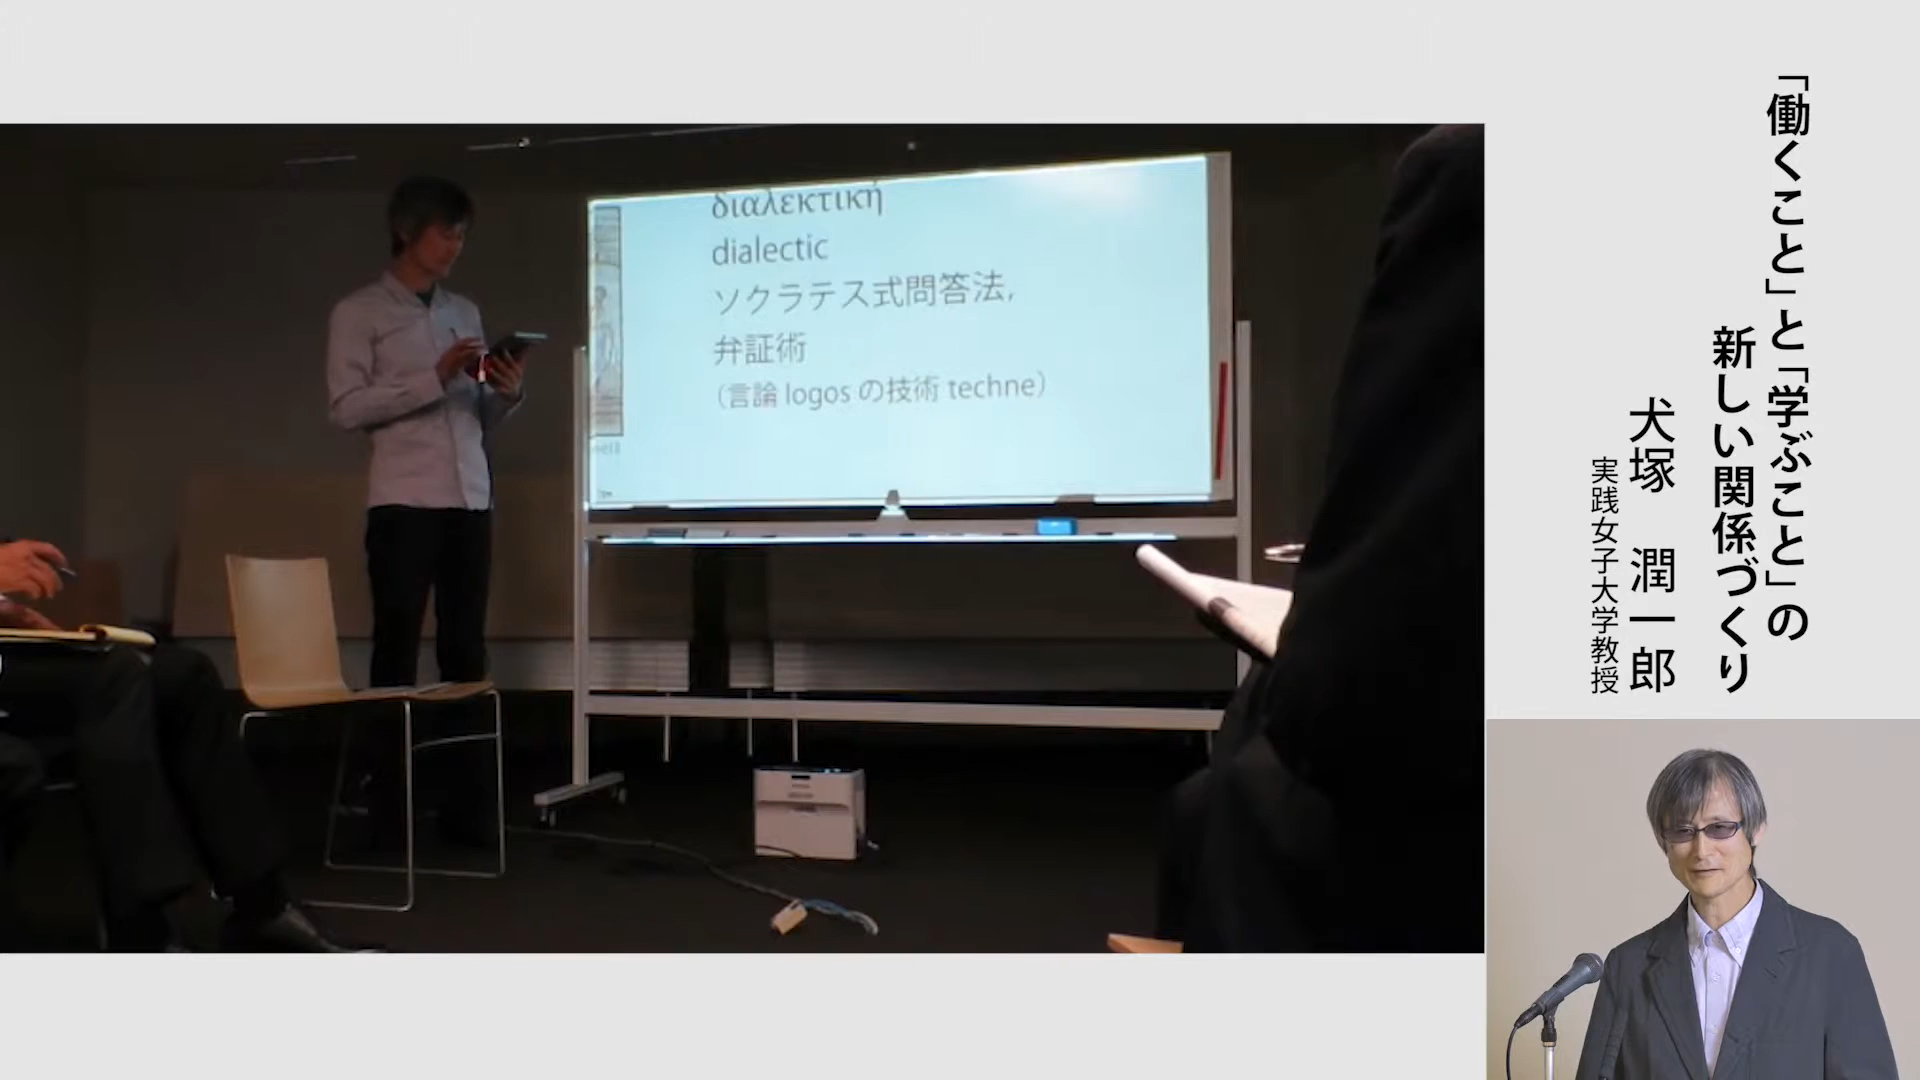 διαλεκτική
dialectic
ソクラテス式問答法,
弁証術
（言論 logos の技術 techne）
「働くこと」と「学ぶこと」の
新しい関係づくり
犬塚 潤一郎
実践女子大学教授